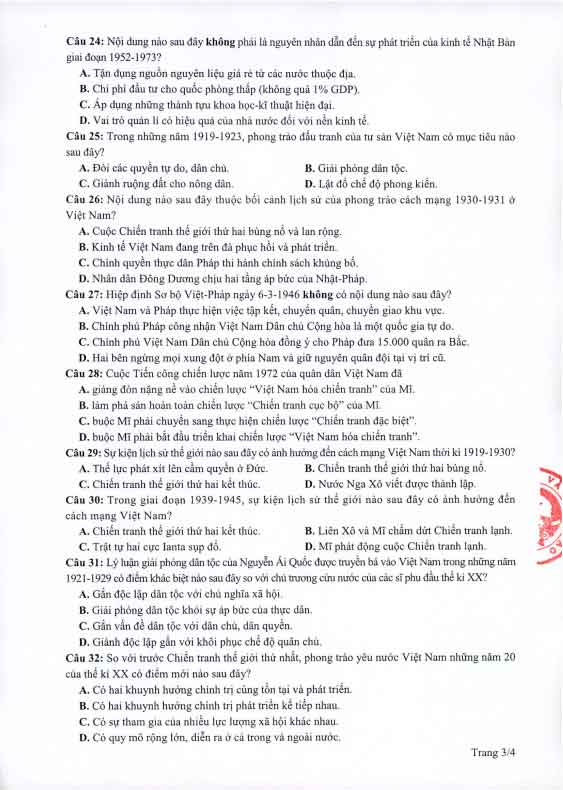 Câu 24: Nội dung nào sau đây không phải là nguyên nhân dẫn đến sự phát triển của kinh tế Nhật Bản
giai đoạn 1952-1973?
A. Tận dụng nguồn nguyên liệu giá rẻ từ các nước thuộc địa.
B. Chi phí đầu tư cho quốc phòng thấp (không quá 1% GDP).
C. Áp dụng những thành tựu khoa học-kĩ thuật hiện đại.
D. Vai trò quản lí có hiệu quả của nhà nước đối với nền kinh tế.
Câu 25: Trong những năm 1919-1923, phong trào đấu tranh của tư sản Việt Nam có mục tiêu nào
sau đây?
A. Đòi các quyền tự do, dân chủ. B. Giải phóng dân tộc.
C. Giành ruộng đất cho nông dân. D. Lật đổ chế độ phong kiến.
Câu 26: Nội dung nào sau đây thuộc bối cảnh lịch sử của phong trào cách mạng 1930-1931 ở
Việt Nam?
A. Cuộc Chiến tranh thế giới thứ hai bùng nổ và lan rộng.
B. Kinh tế Việt Nam đang trên đà phục hồi và phát triển.
C. Chính quyền thực dân Pháp thi hành chính sách khủng bố.
D. Nhân dân Đông Dương chịu hai tầng áp bức của Nhật-Pháp.
Câu 27: Hiệp định Sơ bộ Việt-Pháp ngày 6-3-1946 không có nội dung nào sau đây?
A. Việt Nam và Pháp thực hiện việc tập kết, chuyển quân, chuyển giao khu vực.
B. Chính phủ Pháp công nhận Việt Nam Dân chủ Cộng hòa là một quốc gia tự do.
C. Chính phủ Việt Nam Dân chủ Cộng hòa đồng ý cho Pháp đưa 15.000 quân ra Bắc.
D. Hai bên ngừng mọi xung đột ở phía Nam và giữ nguyên quân đội tại vị trí cũ.
Câu 28: Cuộc Tiến công chiến lược năm 1972 của quân dân Việt Nam đã
A. giáng đòn nặng nề vào chiến lược “Việt Nam hóa chiến tranh” của Mĩ.
B. làm phá sản hoàn toàn chiến lược “Chiến tranh cục bộ” của Mĩ.
C. buộc Mĩ phải chuyển sang thực hiện chiến lược “Chiến tranh đặc biệt”.
D. buộc Mĩ phải bắt đầu triển khai chiến lược “Việt Nam hóa chiến tranh”.
Câu 29: Sự kiện lịch sử thế giới nào sau đây có ảnh hưởng đến cách mạng Việt Nam thời kì 1919-1930?
A. Thế lực phát xít lên cầm quyền ở Đức. B. Chiến tranh thế giới thứ hai bùng nổ.
C. Chiến tranh thế giới thứ hai kết thúc. D. Nước Nga Xô viết được thành lập.
Câu 30: Trong giai đoạn 1939-1945, sự kiện lịch sử thế giới nào sau đây có ảnh hưởng đến
cách mạng Việt Nam?
A. Chiến tranh thế giới thứ hai kết thúc. B. Liên Xô và Mĩ chấm dứt Chiến tranh lạnh.
C. Trật tự hai cực Ianta sụp đổ. D. Mĩ phát động cuộc Chiến tranh lạnh.
Câu 31: Lý luận giải phóng dân tộc của Nguyễn Ái Quốc được truyền bá vào Việt Nam trong những năm
1921-1929 có điểm khác biệt nào sau đây so với chủ trương cứu nước của các sĩ phu đầu thế kỉ XX?
A. Gắn độc lập dân tộc với chủ nghĩa xã hội.
B. Giải phóng dân tộc khỏi sự áp bức của thực dân.
C. Gắn vấn đề dân tộc với dân chủ, dân quyền.
D. Giành độc lập gắn với khôi phục chế độ quân chủ.
Câu 32: So với trước Chiến tranh thế giới thứ nhất, phong trào yêu nước Việt Nam những năm 20
của thế kỉ XX có điểm mới nào sau đây?
A. Có hai khuynh hướng chính trị cùng tồn tại và phát triển.
B. Có hai khuynh hướng chính trị phát triển kế tiếp nhau.
C. Có sự tham gia của nhiều lực lượng xã hội khác nhau.
D. Có quy mô rộng lớn, diễn ra ở cả trong và ngoài nước.
Trang 3/4